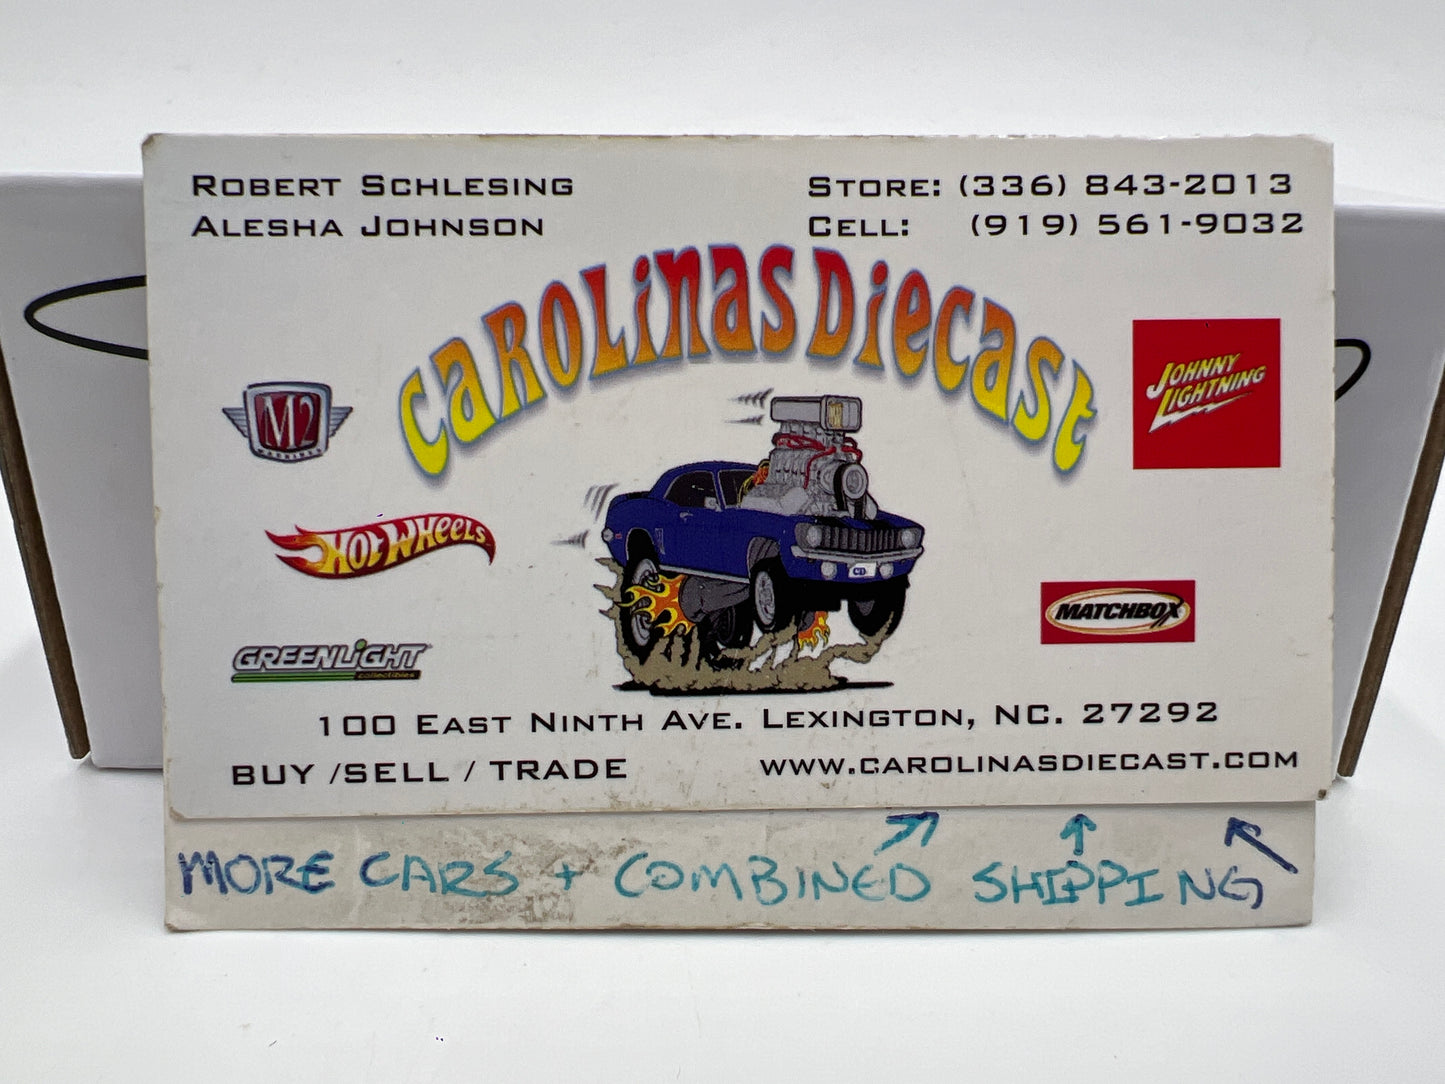 ROBERT SCHLESING
ALESHA JOHNSON
STORE: (336) 843-2013
CELL: (919) 561-9032
CAROLINAS DIECAST
M2
MACHINES
JOHNNY
LIGHTNING
HOT WHEELS
MATCHBOX
GREENLIGHT
collectibles
100 EAST NINTH AVE. LEXINGTON, NC. 27292
BUY /SELL / TRADE
WWW.CAROLINASDIECAST.COM
MORE CARS + COMBINED SHIPPING